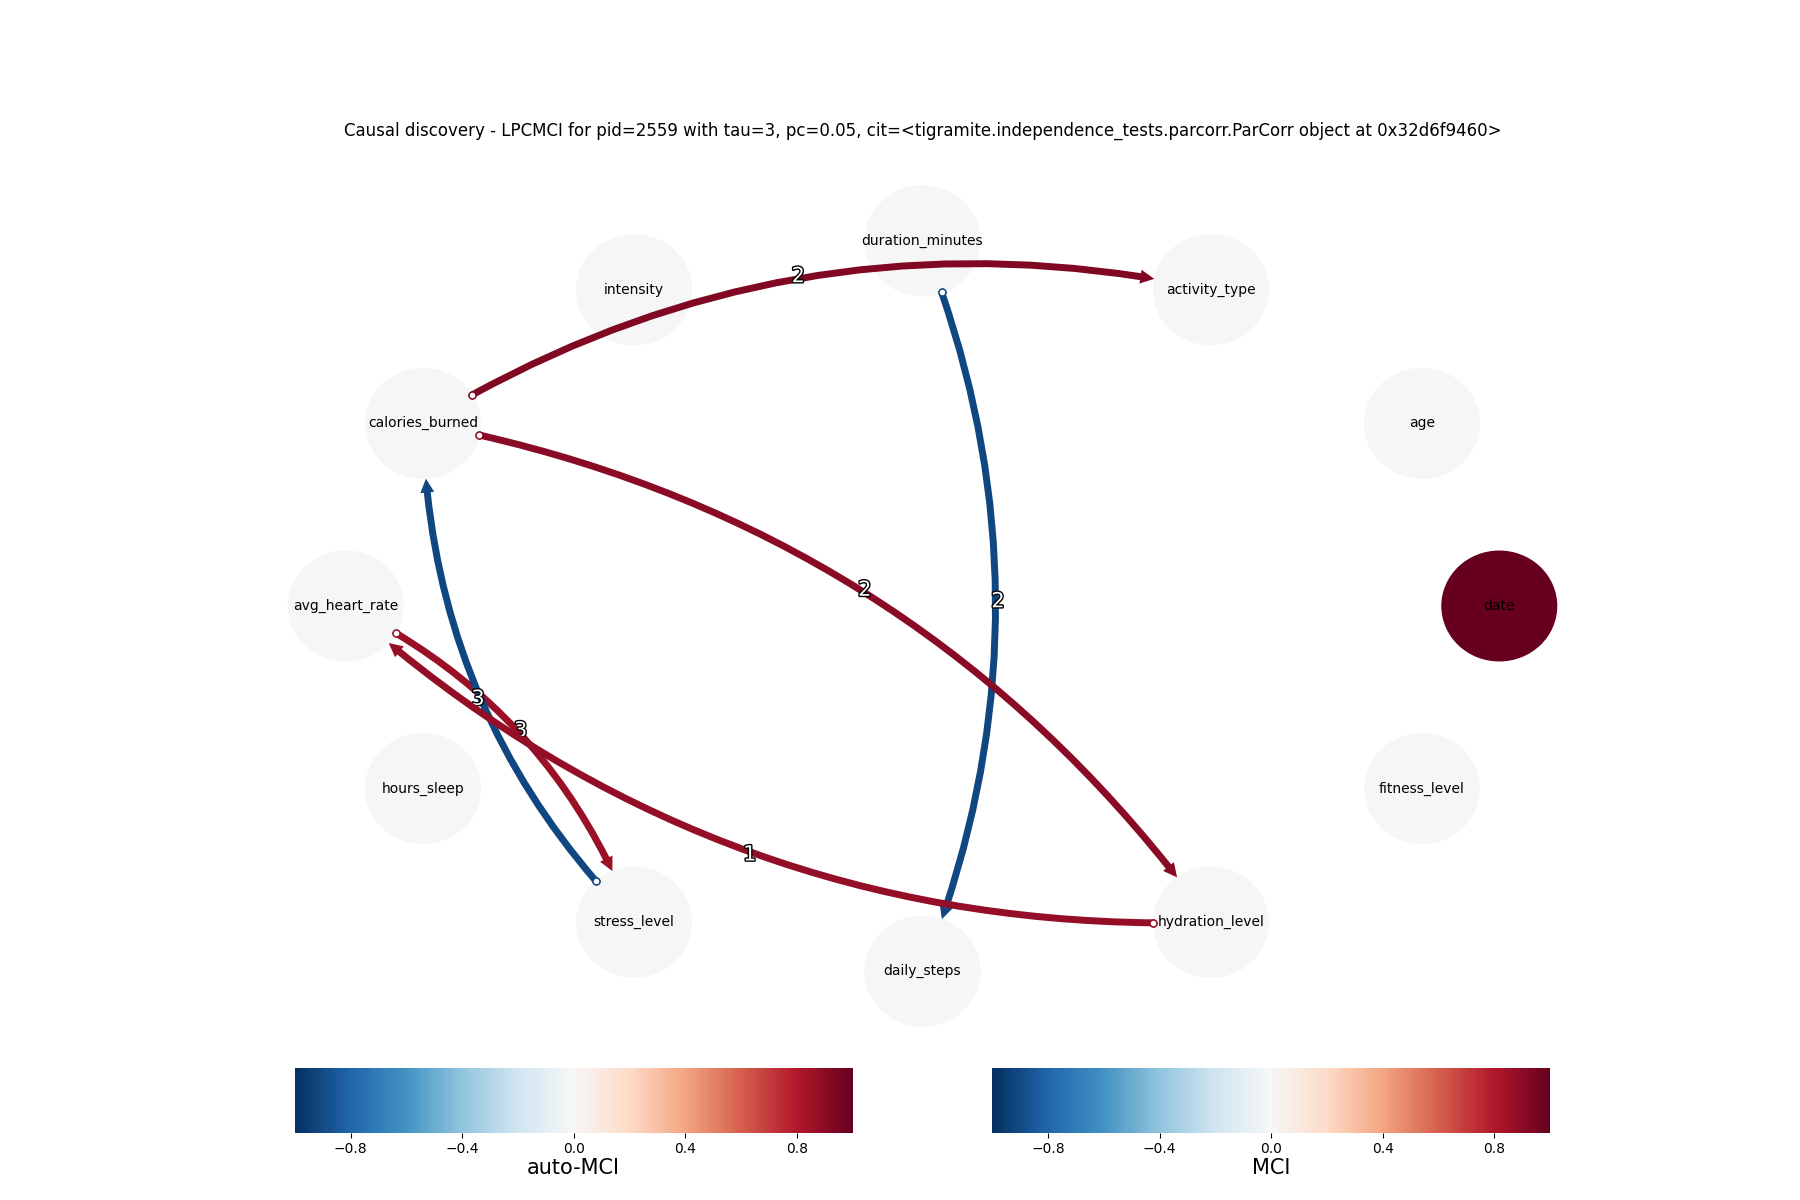 Causal discovery - LPCMCI for pid=2559 with tau=3, pc=0.05, cit=<tigramite.independence_tests.parcorr.ParCorr object at 0x32d6f9460>
duration_minutes
intensity
activity_type
2
calories_burned
age
2
2
avg_heart_rate
date
3
3
hours_sleep
fitness_level
1
stress_level
hydration_level
daily_steps
−0.8 −0.4 0.0 0.4 0.8
auto-MCI
−0.8 −0.4 0.0 0.4 0.8
MCI